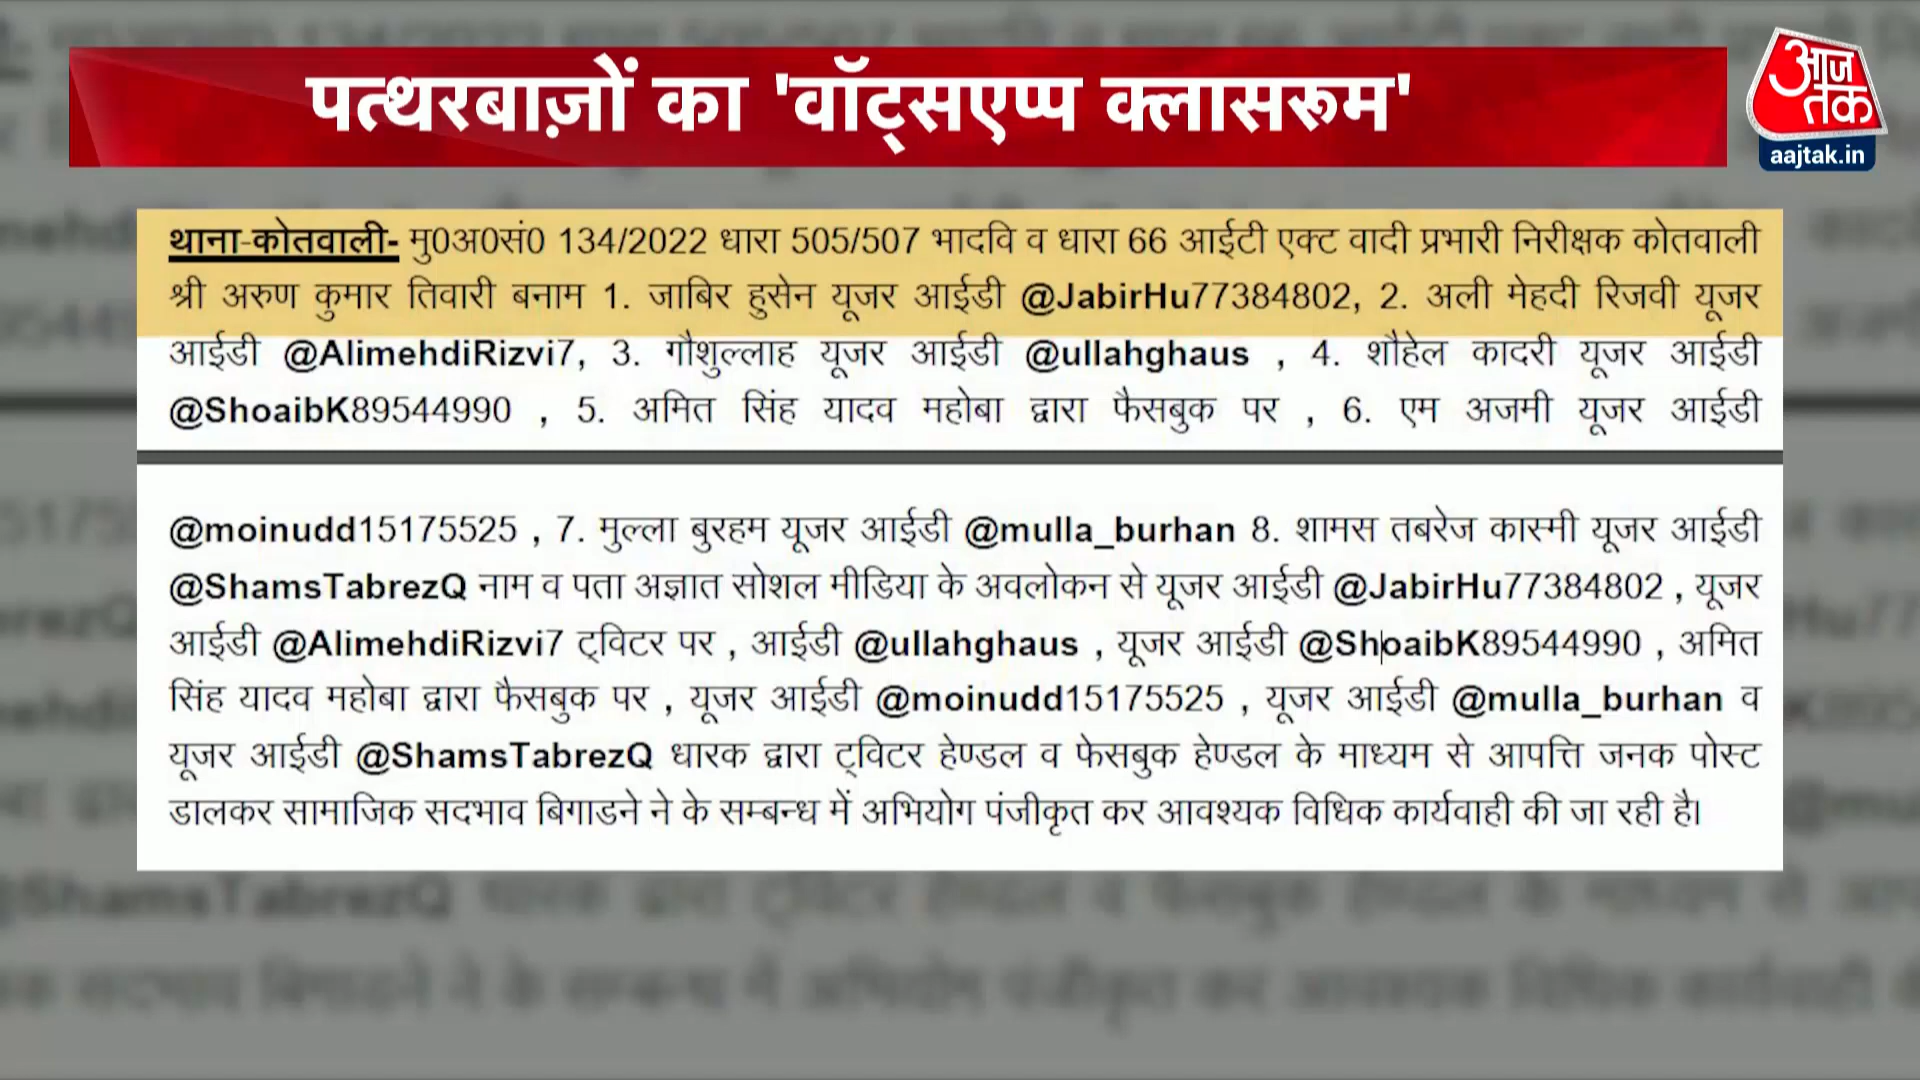 पत्थरबाज़ों का 'वॉट्सएप्प क्लासरूम'
आज
तक
aajtak.in
थाना-कोतवाली- मु0अ0सं0 134/2022 धारा 505/507 भादवि व धारा 66 आईटी एक्ट वादी प्रभारी निरीक्षक कोतवाली
श्री अरुण कुमार तिवारी बनाम 1. जाबिर हुसेन यूजर आईडी @JabirHu77384802, 2. अली मेहदी रिजवी यूजर
आईडी @AlimehdiRizvi7, 3. गौशुल्लाह यूजर आईडी @ullahghaus , 4. शौहेल कादरी यूजर आईडी
@ShoaibK89544990 , 5. अमित सिंह यादव महोबा द्वारा फैसबुक पर , 6. एम अजमी यूजर आईडी
@moinudd15175525 , 7. मुल्ला बुरहम यूजर आईडी @mulla_burhan 8. शामस तबरेज कास्मी यूजर आईडी
@ShamsTabrezQ नाम व पता अज्ञात सोशल मीडिया के अवलोकन से यूजर आईडी @JabirHu77384802 , यूजर
आईडी @AlimehdiRizvi7 ट्विटर पर , आईडी @ullahghaus , यूजर आईडी @ShoaibK89544990 , अमित
सिंह यादव महोबा द्वारा फैसबुक पर , यूजर आईडी @moinudd15175525 , यूजर आईडी @mulla_burhan व
यूजर आईडी @ShamsTabrezQ धारक द्वारा ट्विटर हेण्डल व फेसबुक हेण्डल के माध्यम से आपत्ति जनक पोस्ट
डालकर सामाजिक सदभाव बिगाडने ने के सम्बन्ध में अभियोग पंजीकृत कर आवश्यक विधिक कार्यवाही की जा रही है।